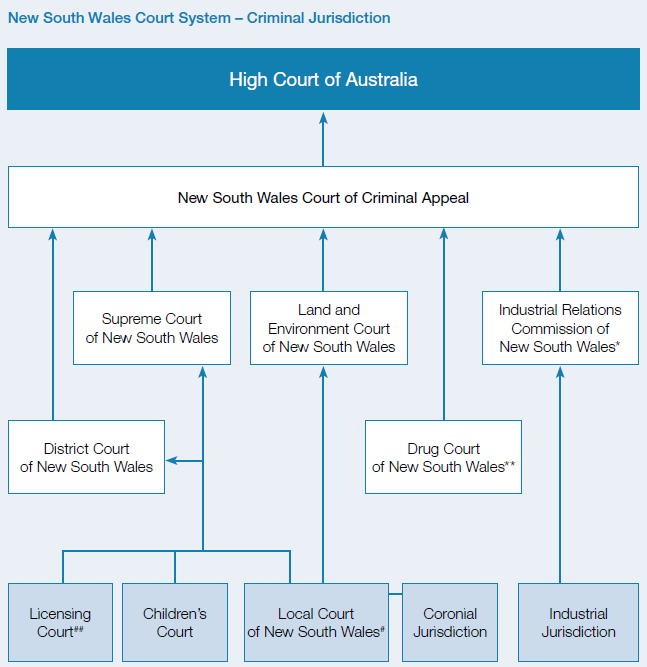 New South Wales Court System – Criminal Jurisdiction
High Court of Australia
New South Wales Court of Criminal Appeal
Supreme Court
of New South Wales
Land and
Environment Court
of New South Wales
Industrial Relations
Commission of
New South Wales*
District Court
of New South Wales
Drug Court
of New South Wales**
Licensing
Court##
Children’s
Court
Local Court
of New South Wales#
Coronial
Jurisdiction
Industrial
Jurisdiction